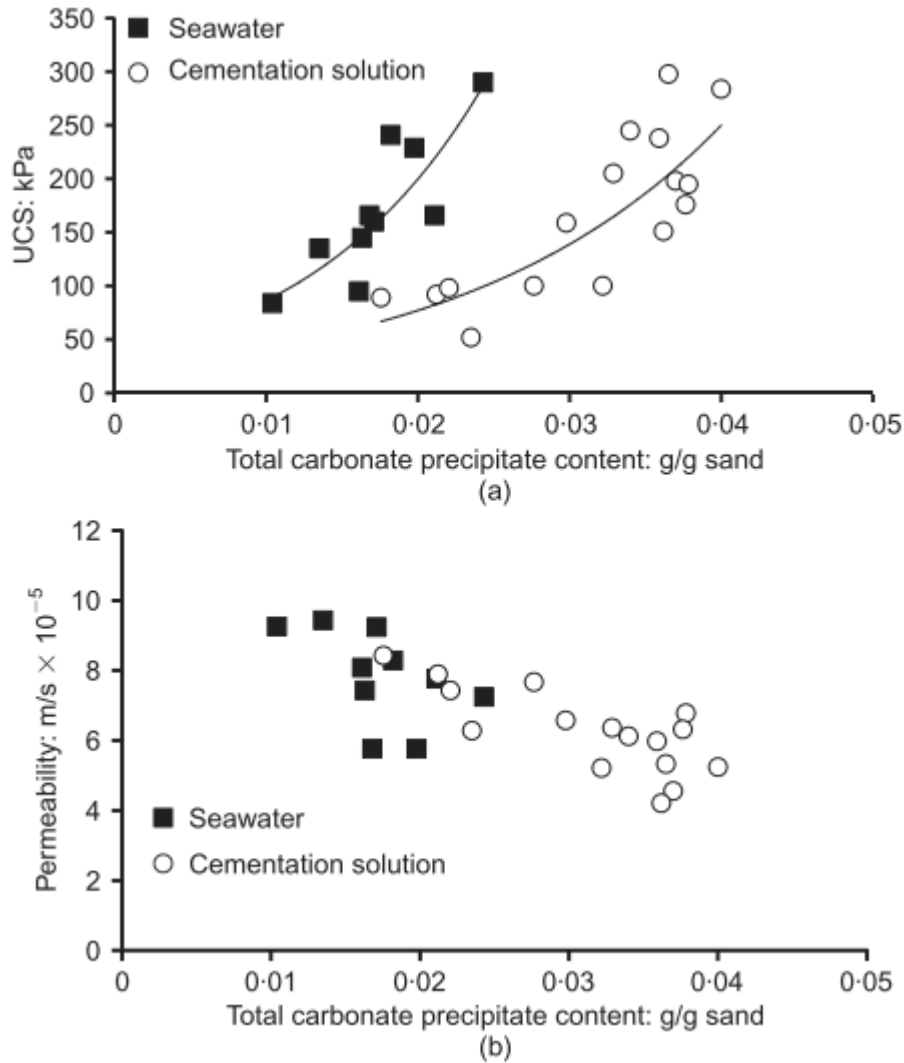 350
300
250
200
150
100
50
0
UCS: kPa
Seawater
Cementation solution
0 0·01 0·02 0·03 0·04 0·05
Total carbonate precipitate content: g/g sand
(a)
12
10
8
6
4
2
0
Permeability: m/s × 10⁻⁵
Seawater
Cementation solution
0 0·01 0·02 0·03 0·04 0·05
Total carbonate precipitate content: g/g sand
(b)